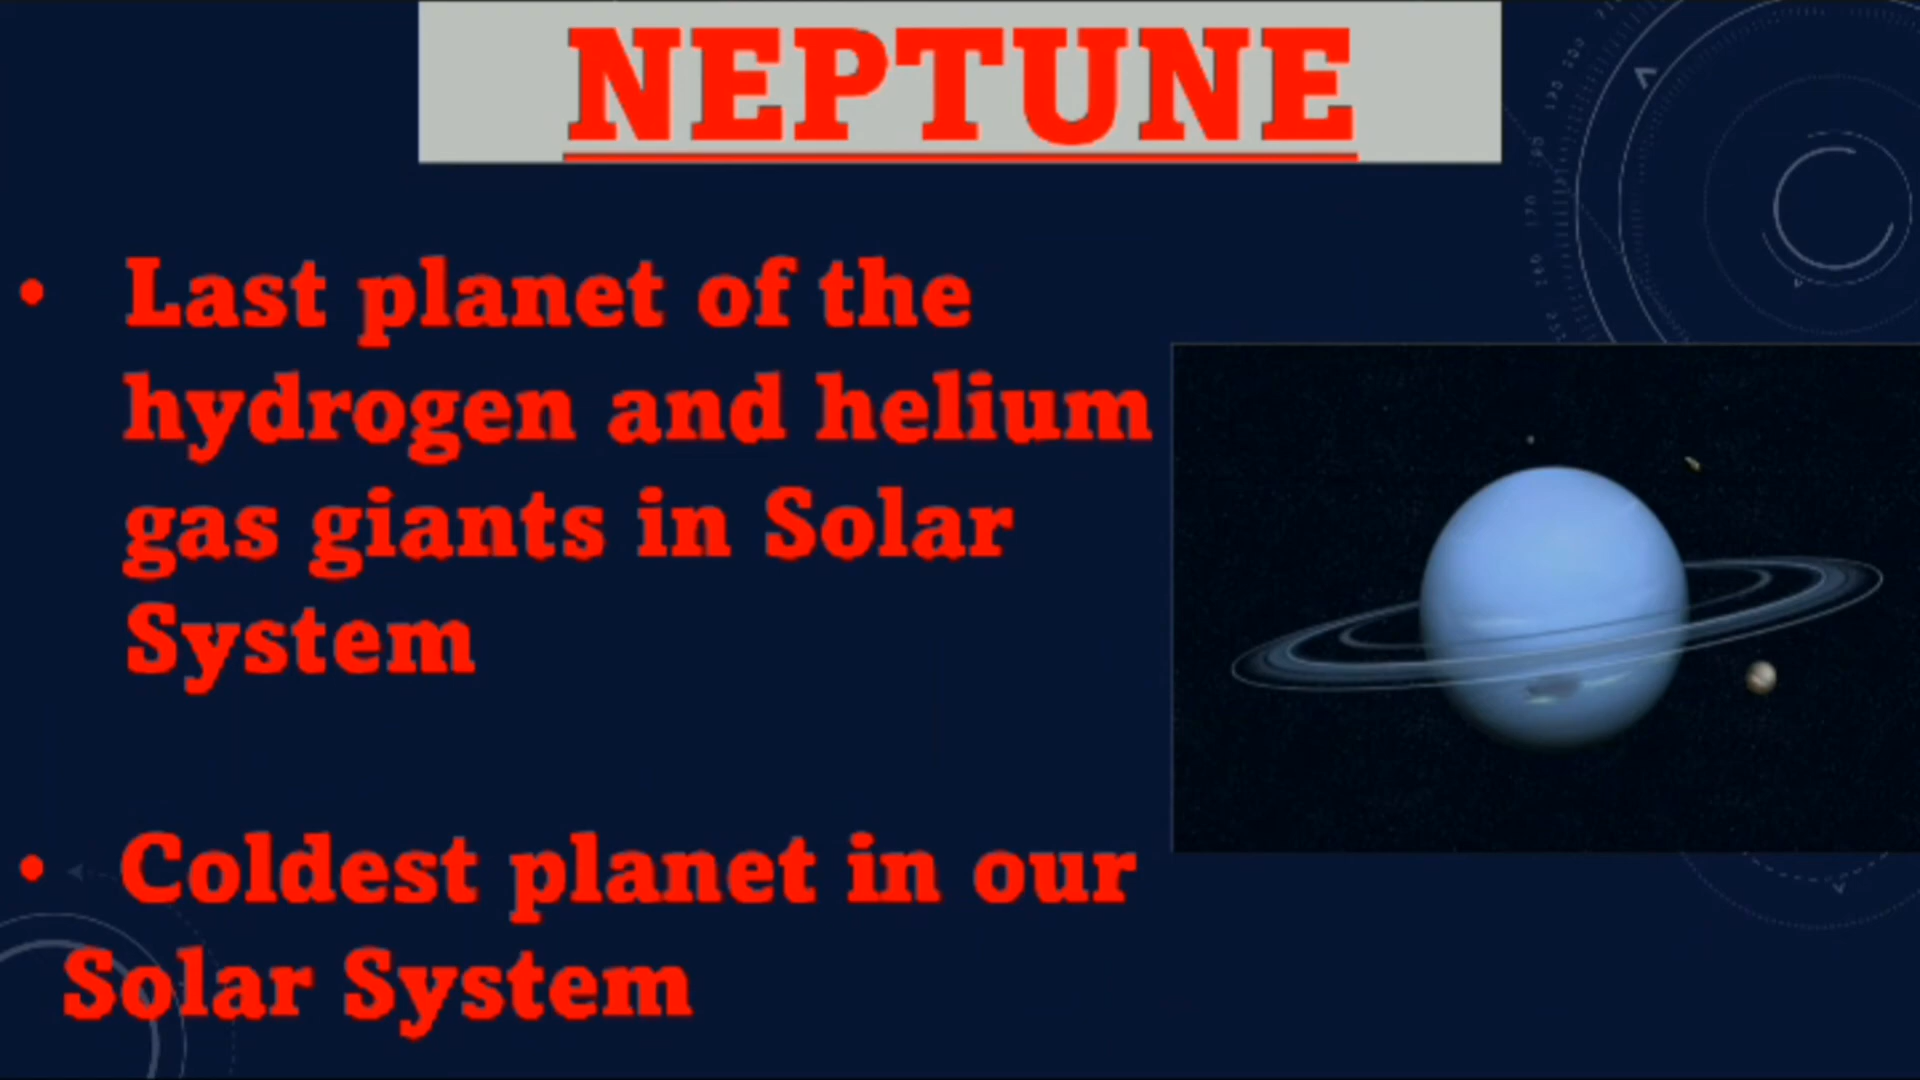 NEPTUNE
• Last planet of the
hydrogen and helium
gas giants in Solar
System
• Coldest planet in our
Solar System